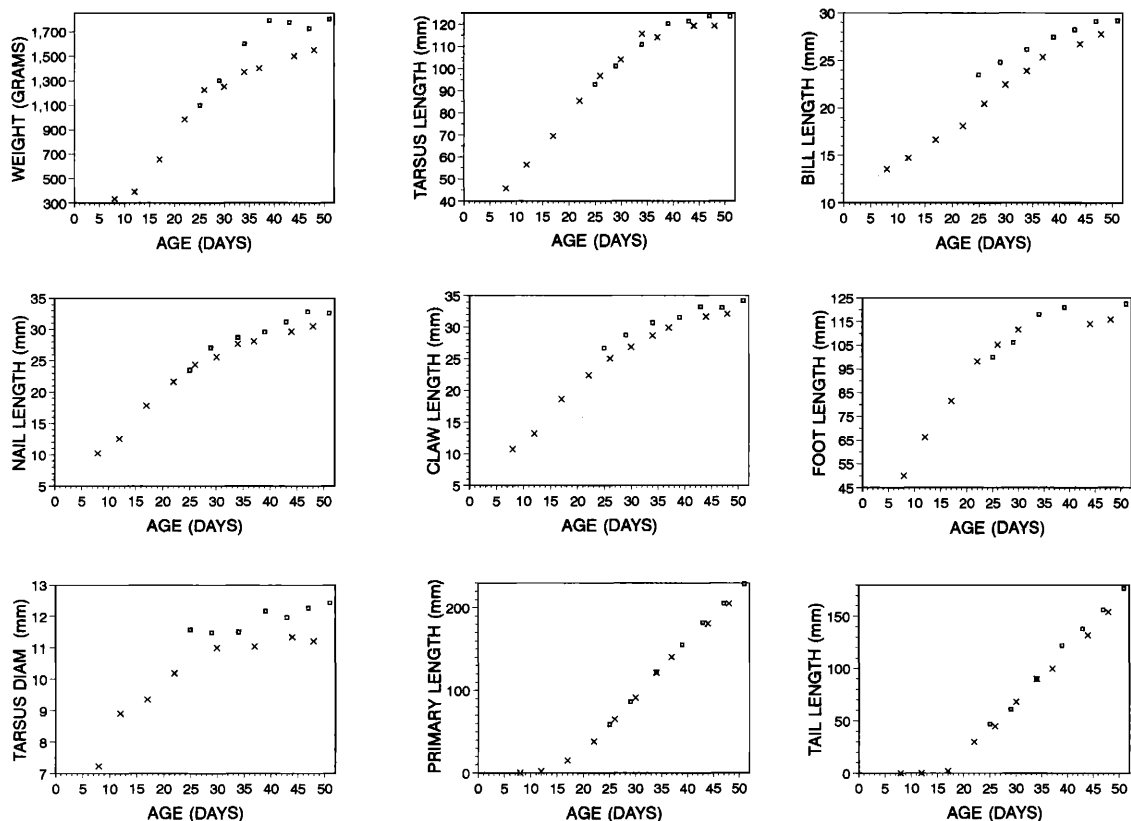 WEIGHT (GRAMS)
1,700
1,500
1,300
1,100
900
700
500
300
0 5 10 15 20 25 30 35 40 45 50
AGE (DAYS)
TARSUS LENGTH (mm)
120
110
100
90
80
70
60
50
40
0 5 10 15 20 25 30 35 40 45 50
AGE (DAYS)
BILL LENGTH (mm)
30
25
20
15
10
0 5 10 15 20 25 30 35 40 45 50
AGE (DAYS)
NAIL LENGTH (mm)
35
30
25
20
15
10
5
0 5 10 15 20 25 30 35 40 45 50
AGE (DAYS)
CLAW LENGTH (mm)
35
30
25
20
15
10
5
0 5 10 15 20 25 30 35 40 45 50
AGE (DAYS)
FOOT LENGTH (mm)
125
115
105
95
85
75
65
55
45
0 5 10 15 20 25 30 35 40 45 50
AGE (DAYS)
TARSUS DIAM (mm)
13
12
11
10
9
8
7
0 5 10 15 20 25 30 35 40 45 50
AGE (DAYS)
PRIMARY LENGTH (mm)
200
100
0
0 5 10 15 20 25 30 35 40 45 50
AGE (DAYS)
TAIL LENGTH (mm)
150
100
50
0
0 5 10 15 20 25 30 35 40 45 50
AGE (DAYS)